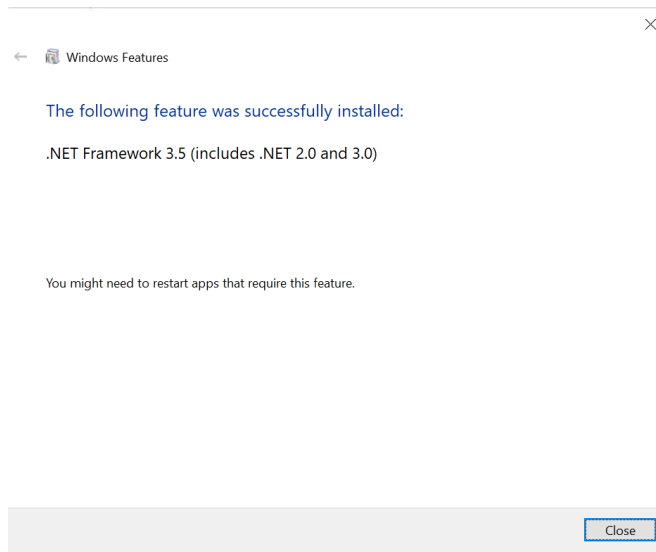 Windows Features
The following feature was successfully installed:
.NET Framework 3.5 (includes .NET 2.0 and 3.0)
You might need to restart apps that require this feature.
Close